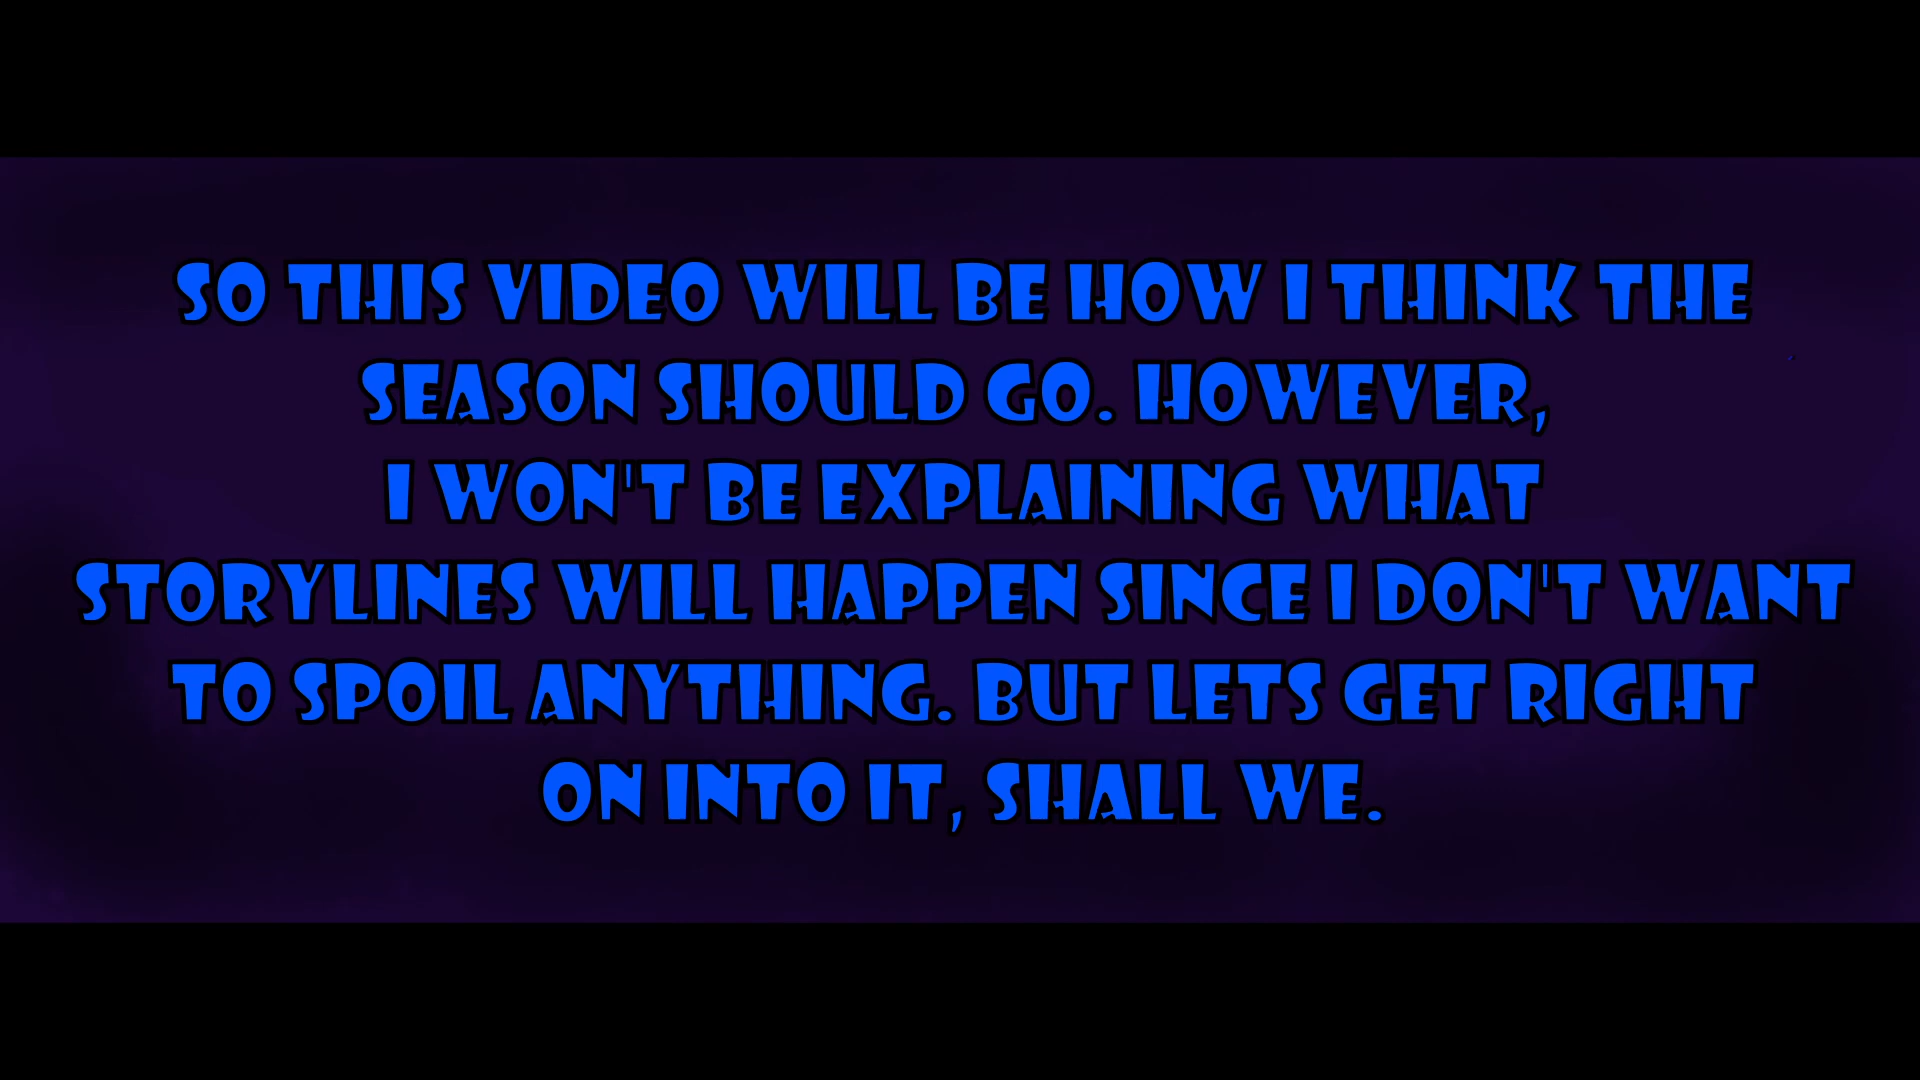 SO THIS VIDEO WILL BE HOW I THINK THE
SEASON SHOULD GO. HOWEVER,
I WON'T BE EXPLAINING WHAT
STORYLINES WILL HAPPEN SINCE I DON'T WANT
TO SPOIL ANYTHING. BUT LETS GET RIGHT
ON INTO IT, SHALL WE.